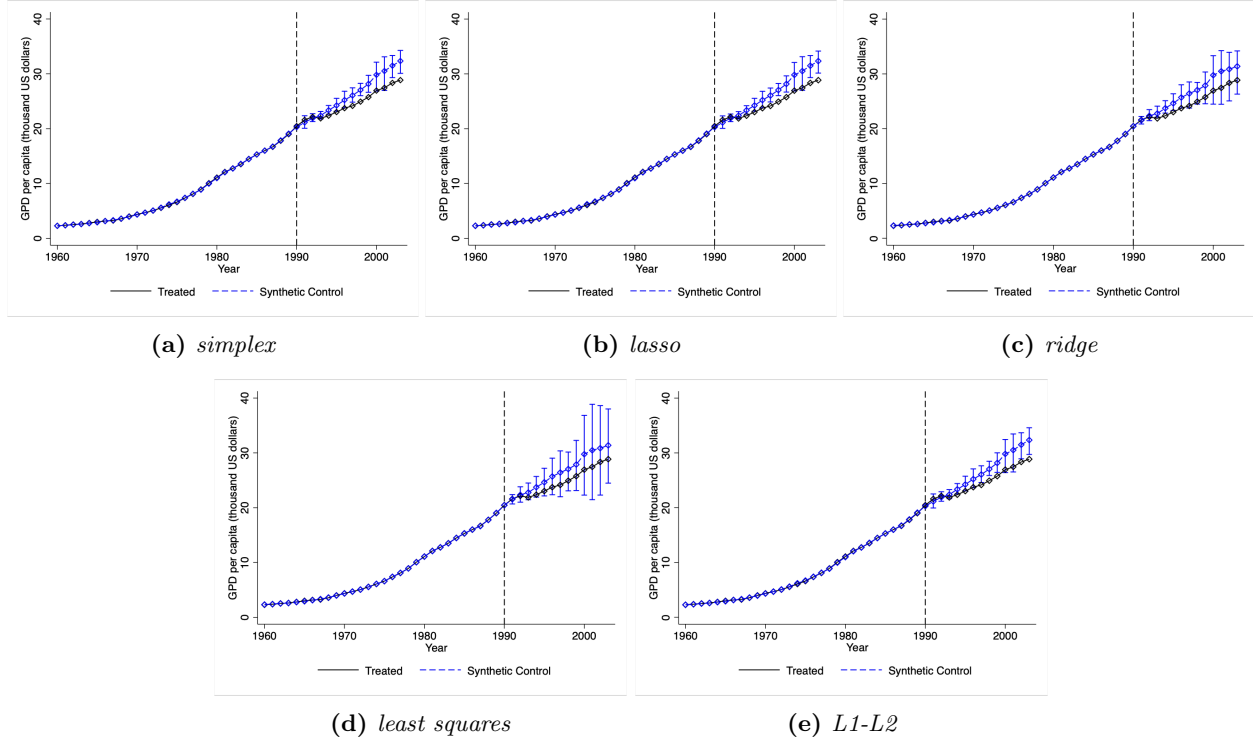 GPD per capita (thousand US dollars)
40
30
20
10
0
1960 1970 1980 1990 2000
Year
Treated Synthetic Control
(a) simplex
GPD per capita (thousand US dollars)
40
30
20
10
0
1960 1970 1980 1990 2000
Year
Treated Synthetic Control
(b) lasso
GPD per capita (thousand US dollars)
40
30
20
10
0
1960 1970 1980 1990 2000
Year
Treated Synthetic Control
(c) ridge
GPD per capita (thousand US dollars)
40
30
20
10
0
1960 1970 1980 1990 2000
Year
Treated Synthetic Control
(d) least squares
GPD per capita (thousand US dollars)
40
30
20
10
0
1960 1970 1980 1990 2000
Year
Treated Synthetic Control
(e) L1-L2